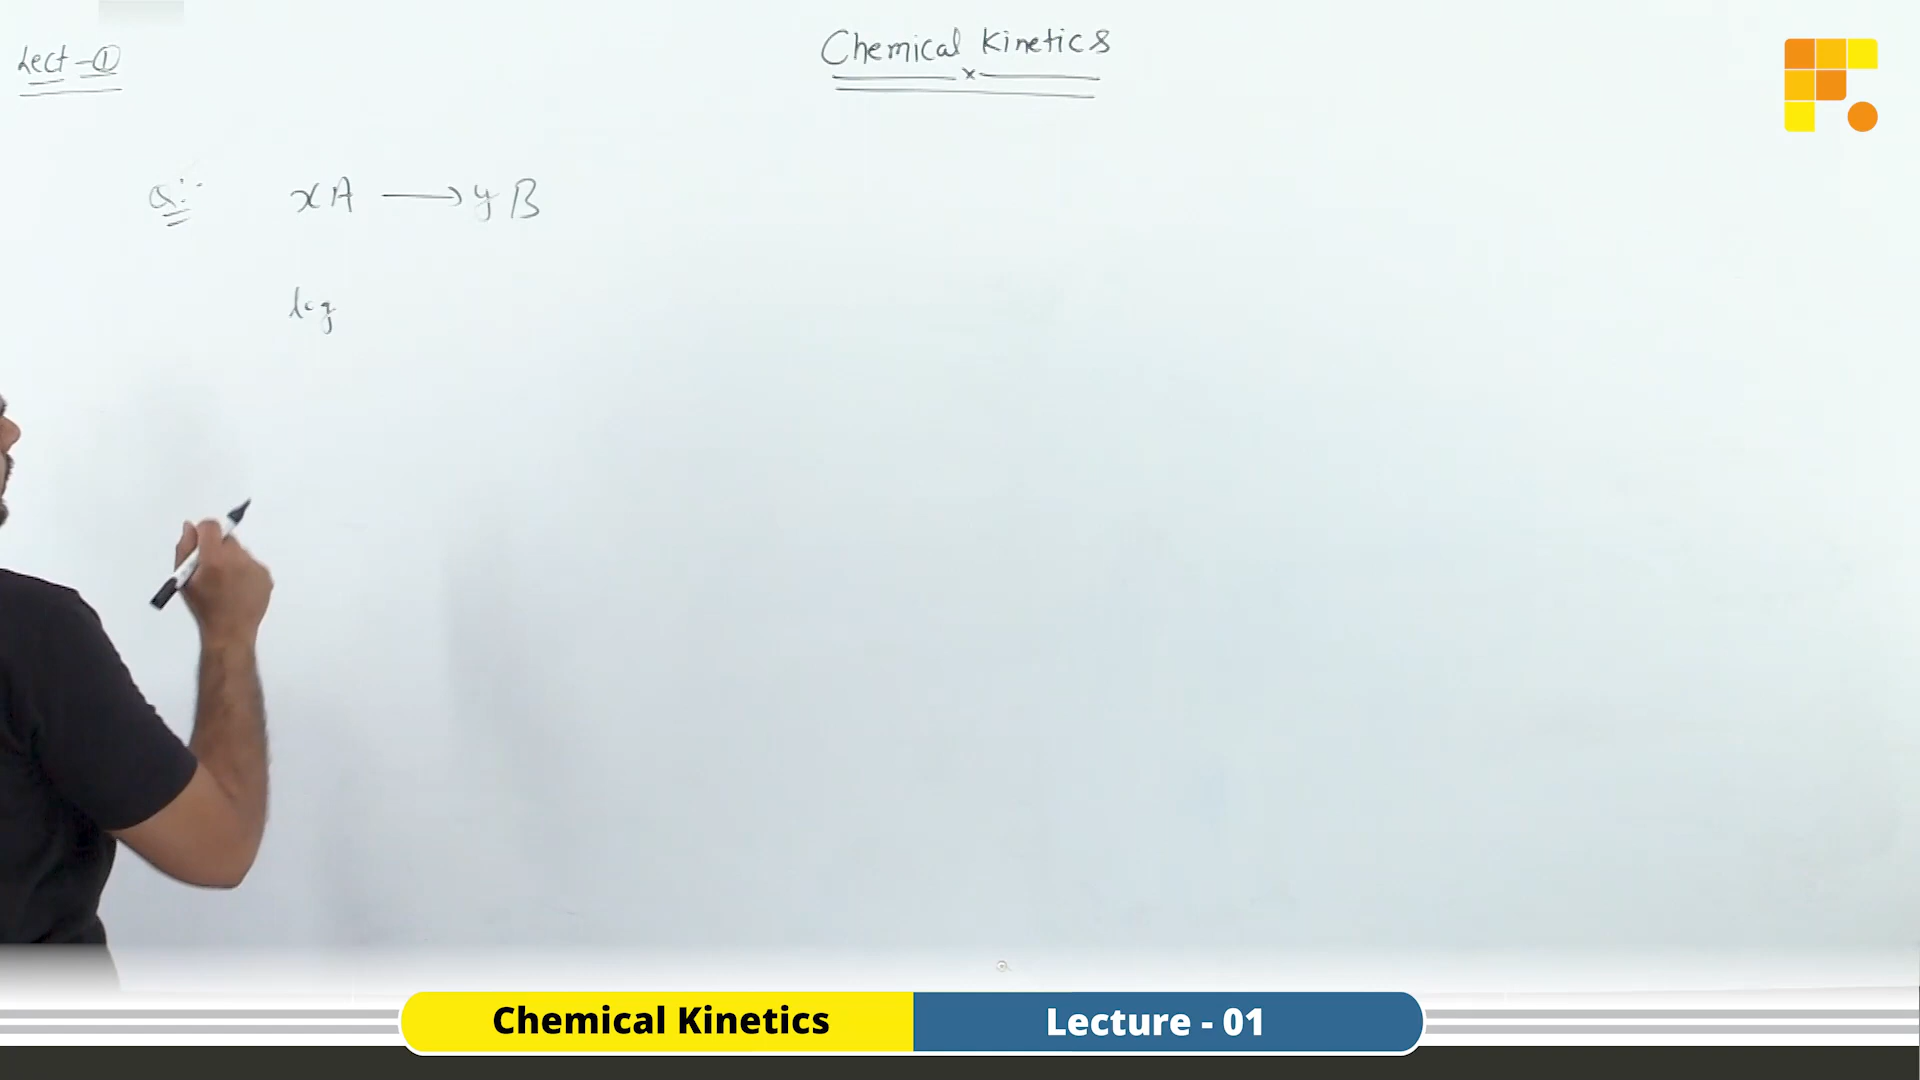 Lect-①
Chemical Kinetics
x
Q:- xA ⟶ yB
log
Chemical Kinetics
Lecture - 01